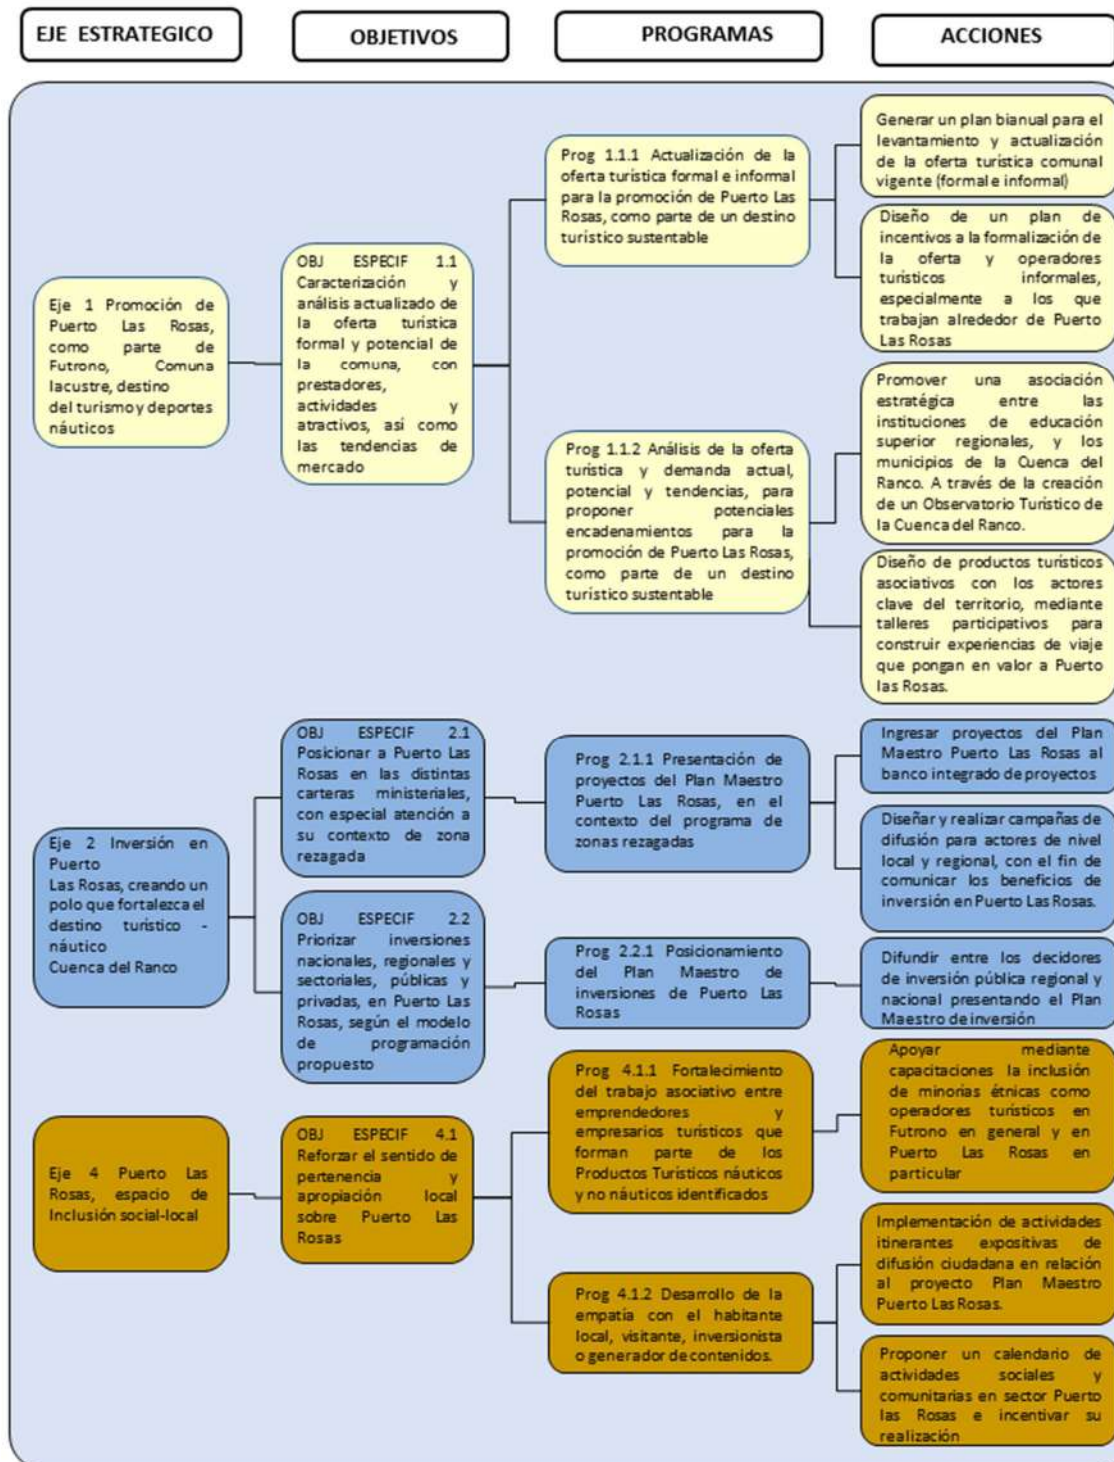 EJE ESTRATEGICO
OBJETIVOS
PROGRAMAS
ACCIONES
Eje 1 Promoción de
Puerto Las Rosas,
como parte de
Futrono, Comuna
lacustre, destino
del turismo y deportes
náuticos
OBJ ESPECIF 1.1
Caracterización y
análisis actualizado de
la oferta turística
formal y potencial de
la comuna, con
prestadores,
actividades y
atractivos, así como
las tendencias de
mercado
Prog 1.1.1 Actualización de la
oferta turística formal e informal
para la promoción de Puerto Las
Rosas, como parte de un destino
turístico sustentable
Generar un plan bianual para el
levantamiento y actualización
de la oferta turística comunal
vigente (formal e informal)
Diseño de un plan de
incentivos a la formalización de
la oferta y operadores
turísticos informales,
especialmente a los que
trabajan alrededor de Puerto
Las Rosas
Prog 1.1.2 Análisis de la oferta
turística y demanda actual,
potencial y tendencias, para
proponer potenciales
encadenamientos para la
promoción de Puerto Las Rosas,
como parte de un destino
turístico sustentable
Promover una asociación
estratégica entre las
instituciones de educación
superior regionales, y los
municipios de la Cuenca del
Ranco. A través de la creación
de un Observatorio Turístico de
la Cuenca del Ranco.
Diseño de productos turísticos
asociativos con los actores
clave del territorio, mediante
talleres participativos para
construir experiencias de viaje
que pongan en valor a Puerto
las Rosas.
Eje 2 Inversión en
Puerto
Las Rosas, creando un
polo que fortalezca el
destino turístico -
náutico
Cuenca del Ranco
OBJ ESPECIF 2.1
Posicionar a Puerto Las
Rosas en las distintas
carteras ministeriales,
con especial atención a
su contexto de zona
rezagada
Prog 2.1.1 Presentación de
proyectos del Plan Maestro
Puerto Las Rosas, en el
contexto del programa de
zonas rezagadas
Ingresar proyectos del Plan
Maestro Puerto Las Rosas al
banco integrado de proyectos
Diseñar y realizar campañas de
difusión para actores de nivel
local y regional, con el fin de
comunicar los beneficios de
inversión en Puerto Las Rosas.
OBJ ESPECIF 2.2
Priorizar inversiones
nacionales, regionales y
sectoriales, públicas y
privadas, en Puerto Las
Rosas, según el modelo
de programación
propuesto
Prog 2.2.1 Posicionamiento
del Plan Maestro de
inversiones de Puerto Las
Rosas
Difundir entre los decidores
de inversión pública regional y
nacional presentando el Plan
Maestro de inversión
Eje 4 Puerto Las
Rosas, espacio de
Inclusión social-local
OBJ ESPECIF 4.1
Reforzar el sentido de
pertenencia y
apropiación local
sobre Puerto Las
Rosas
Prog 4.1.1 Fortalecimiento
del trabajo asociativo entre
emprendedores y
empresarios turísticos que
forman parte de los
Productos Turísticos náuticos
y no náuticos identificados
Apoyar mediante
capacitaciones la inclusión
de minorías étnicas como
operadores turísticos en
Futrono en general y en
Puerto Las Rosas en
particular
Prog 4.1.2 Desarrollo de la
empatía con el habitante
local, visitante, inversionista
o generador de contenidos.
Implementación de actividades
itinerantes expositivas de
difusión ciudadana en relación
al proyecto Plan Maestro
Puerto Las Rosas.
Proponer un calendario de
actividades sociales y
comunitarias en sector Puerto
las Rosas e incentivar su
realización